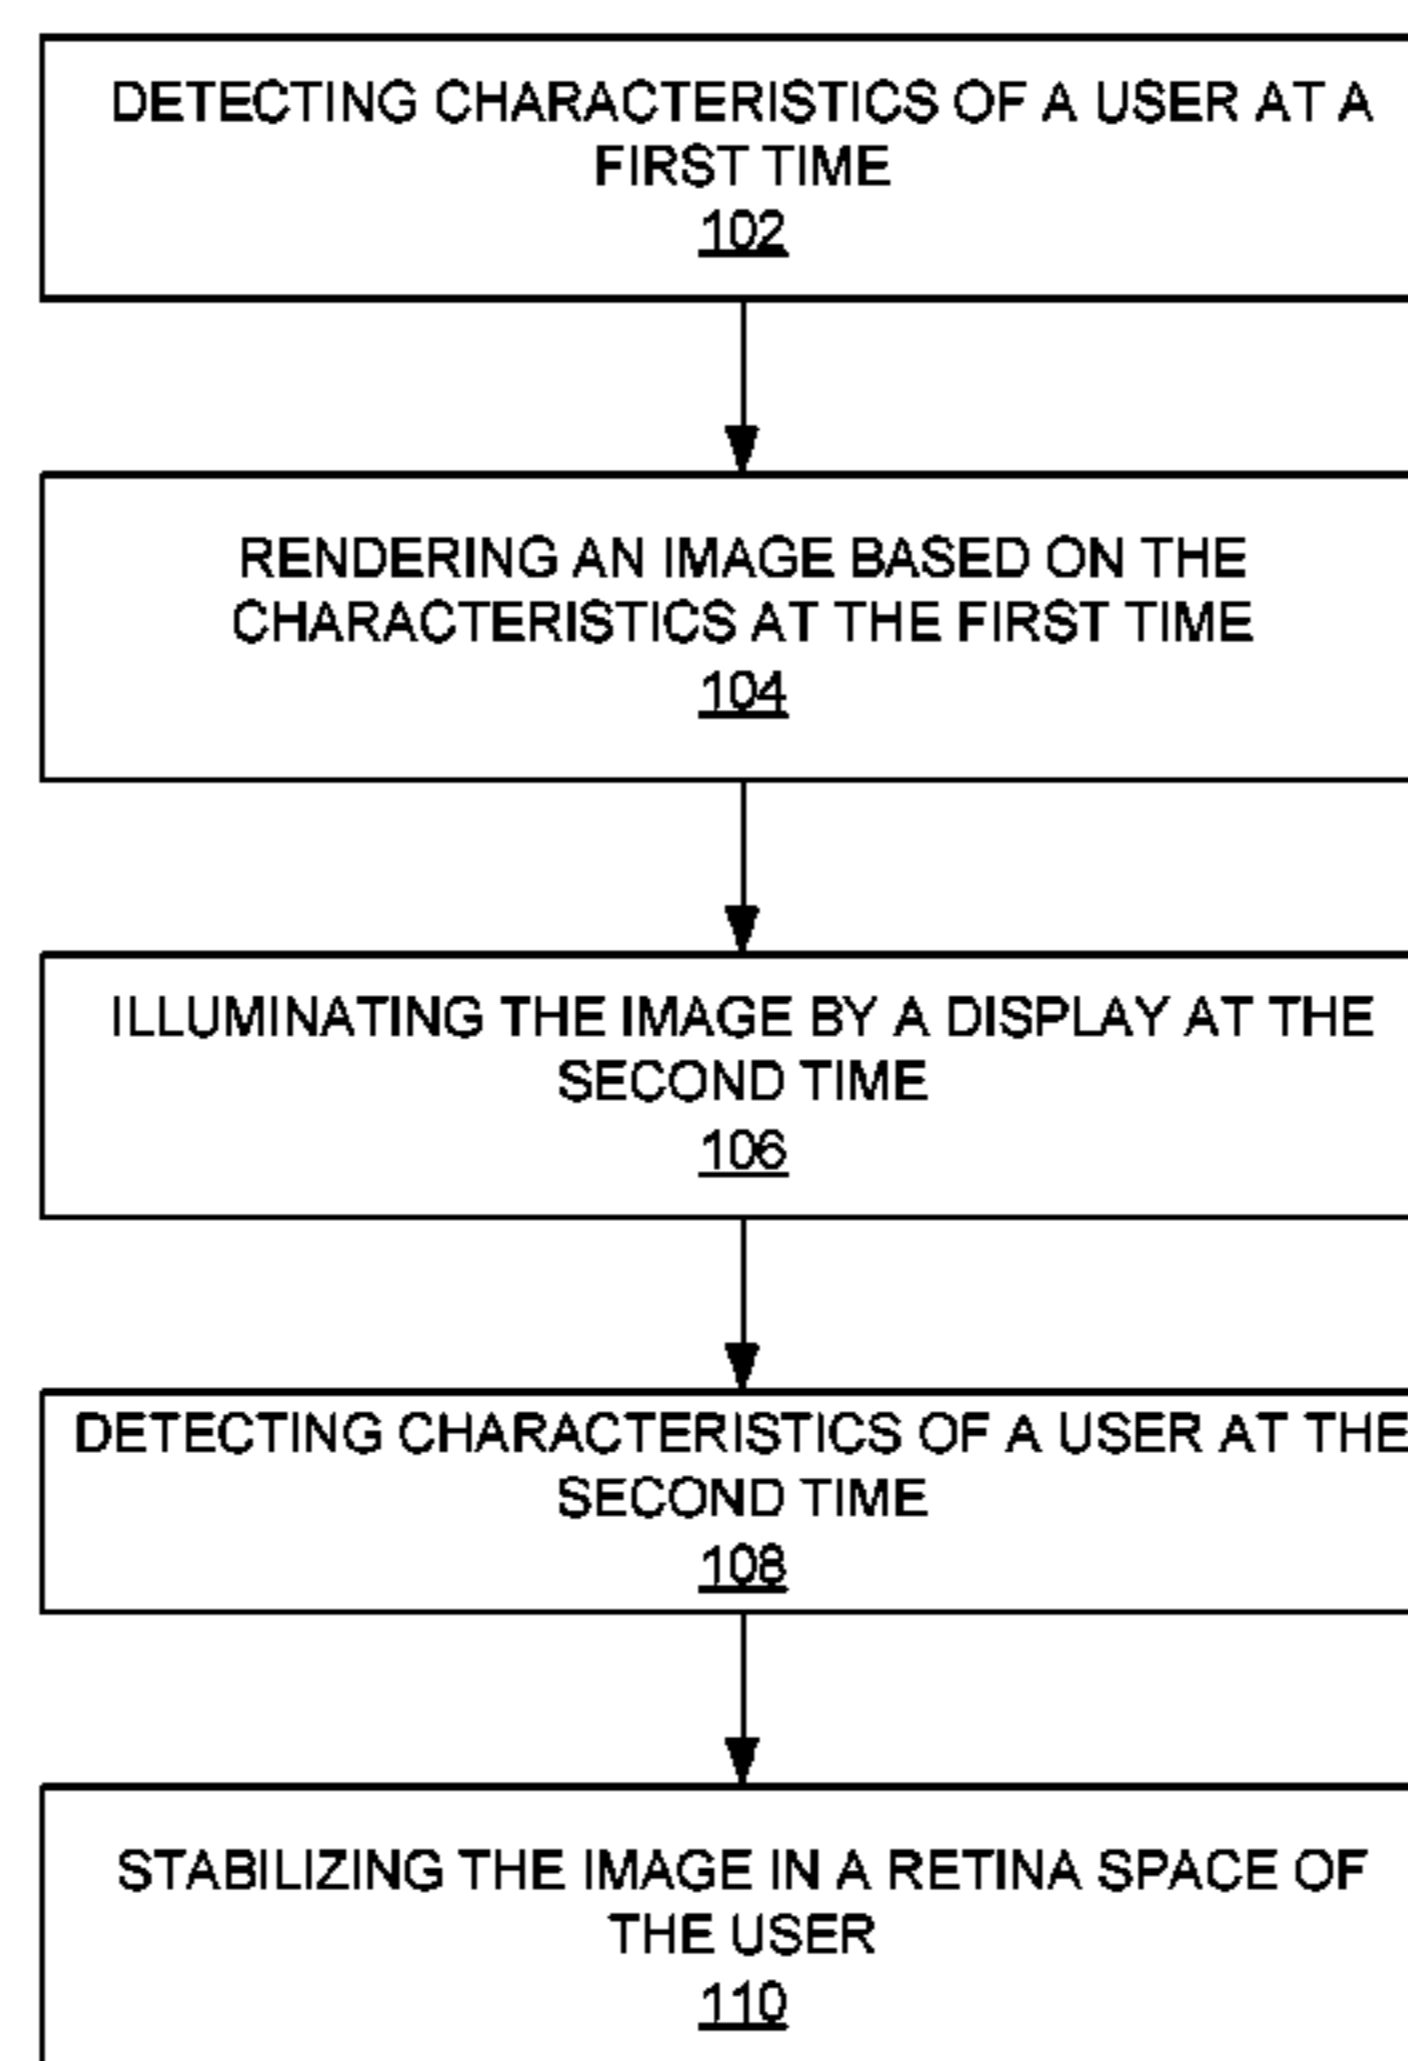 DETECTING CHARACTERISTICS OF A USER AT A
FIRST TIME
102
RENDERING AN IMAGE BASED ON THE
CHARACTERISTICS AT THE FIRST TIME
104
ILLUMINATING THE IMAGE BY A DISPLAY AT THE
SECOND TIME
106
DETECTING CHARACTERISTICS OF A USER AT THE
SECOND TIME
108
STABILIZING THE IMAGE IN A RETINA SPACE OF
THE USER
110